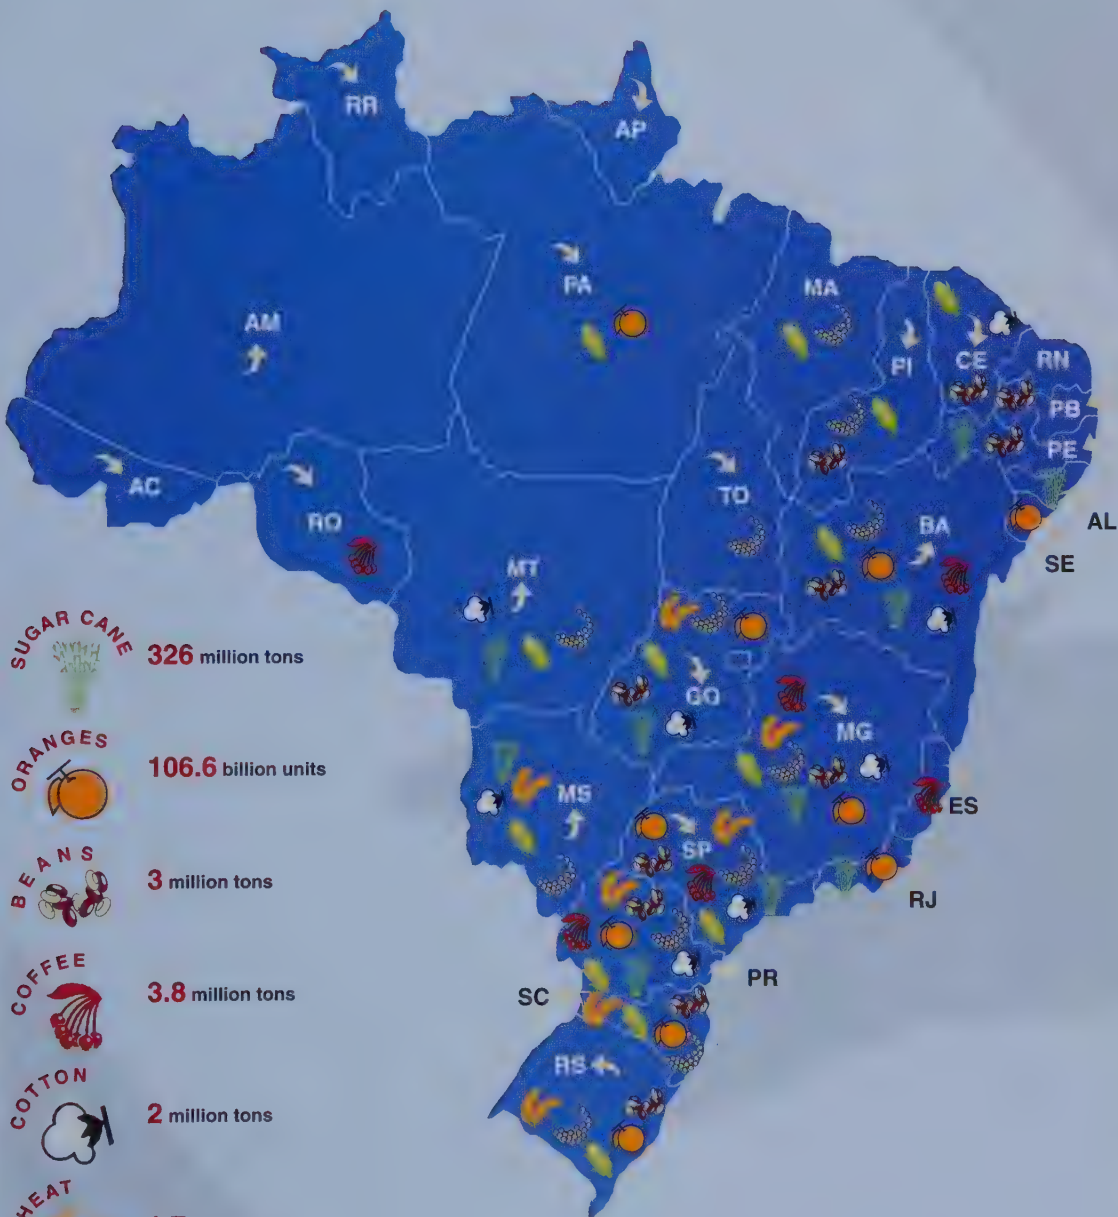 RR
AP
PA
MA
AM
PI
CE
RN
PB
PE
AC
TO
RO
BA
AL
SE
MT
GO
MG
MS
ES
SP
RJ
PR
SC
RS
SUGAR CANE
326 million tons
ORANGES
106.6 billion units
BEANS
3 million tons
COFFEE
3.8 million tons
COTTON
2 million tons